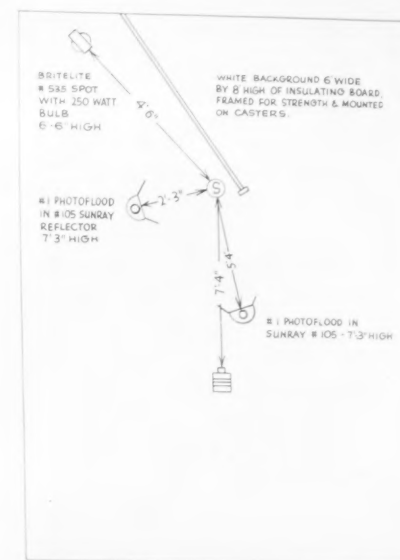 BRITELITE
# 535 SPOT
WITH 250 WATT
BULB
6'-6" HIGH
WHITE BACKGROUND 6' WIDE
BY 8' HIGH OF INSULATING BOARD,
FRAMED FOR STRENGTH & MOUNTED
ON CASTERS.
4'-6"
#1 PHOTOFLOOD
IN #105 SUNRAY
REFLECTOR
7'3" HIGH
2'-3"
S
7'-4"
5'4"
#1 PHOTOFLOOD IN
SUNRAY #105 - 7'3" HIGH